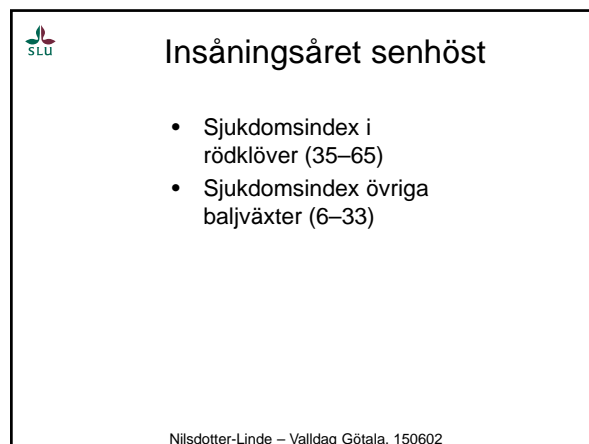 SLU
Insåningsåret senhöst
• Sjukdomsindex i
rödklöver (35–65)
• Sjukdomsindex övriga
baljväxter (6–33)
Nilsdotter-Linde – Valldag Götala, 150602